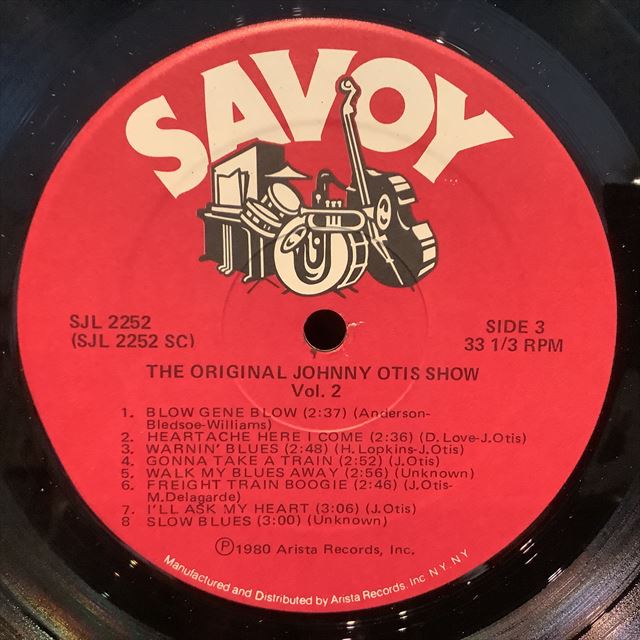 SAVOY
SJL 2252
(SJL 2252 SC)
SIDE 3
33 1/3 RPM
THE ORIGINAL JOHNNY OTIS SHOW
Vol. 2
1. BLOW GENE BLOW (2:37) (Anderson-
Bledsoe-Williams)
2. HEARTACHE HERE I COME (2:36) (D. Love-J.Otis)
3. WARNIN' BLUES (2:48) (H.Lopkins-J.Otis)
4. GONNA TAKE A TRAIN (2:52) (J.Otis)
5. WALK MY BLUES AWAY (2:56) (Unknown)
6. FREIGHT TRAIN BOOGIE (2:46) (J.Otis-
M.Delagarde)
7. I'LL ASK MY HEART (3:06) (J.Otis)
8 SLOW BLUES (3:00) (Unknown)
Ⓟ1980 Arista Records, Inc.
Manufactured and Distributed by Arista Records, Inc N.Y. NY